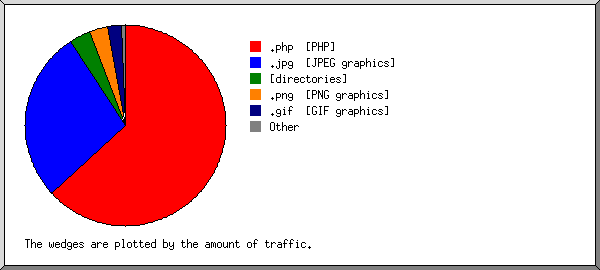 .php [PHP]
.jpg [JPEG graphics]
[directories]
.png [PNG graphics]
.gif [GIF graphics]
Other
The wedges are plotted by the amount of traffic.